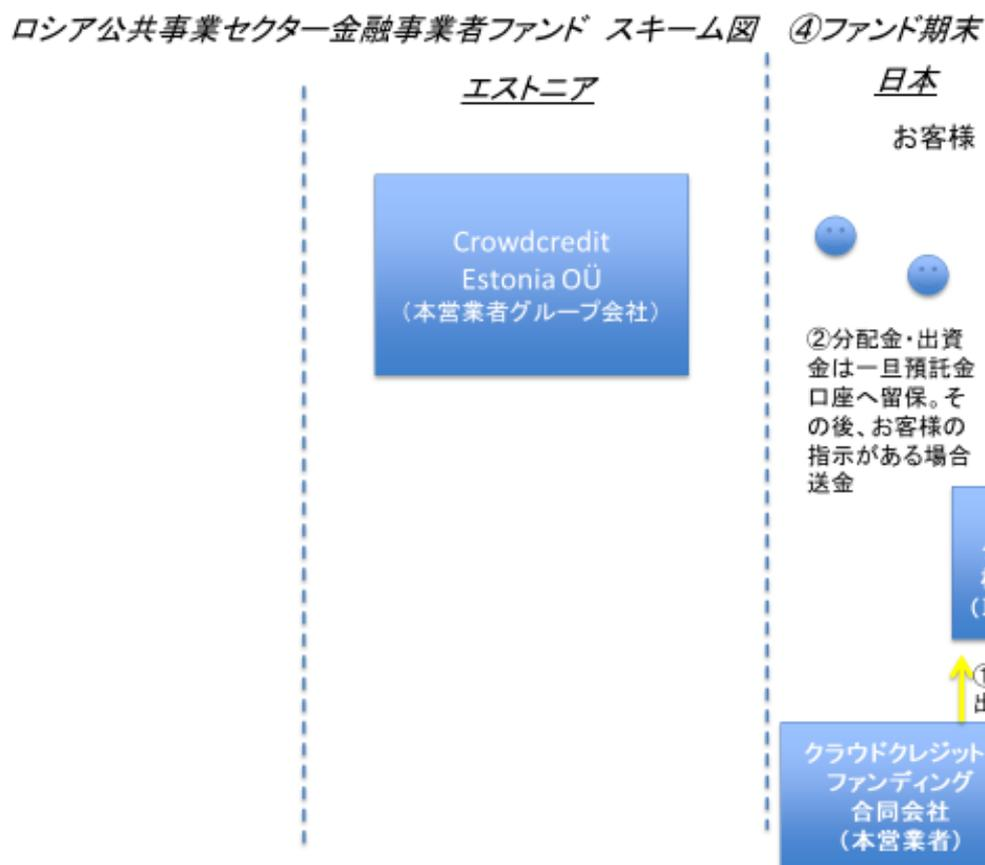 ロシア公共事業セクター金融事業者ファンド スキーム図 ④ファンド期末
エストニア
日本
お客様
Crowdcredit
Estonia OÜ
（本営業者グループ会社）
②分配金・出資
金は一旦預託金
口座へ留保。そ
の後、お客様の
指示がある場合
送金
クラウドクレジット
ファンディング
合同会社
（本営業者）